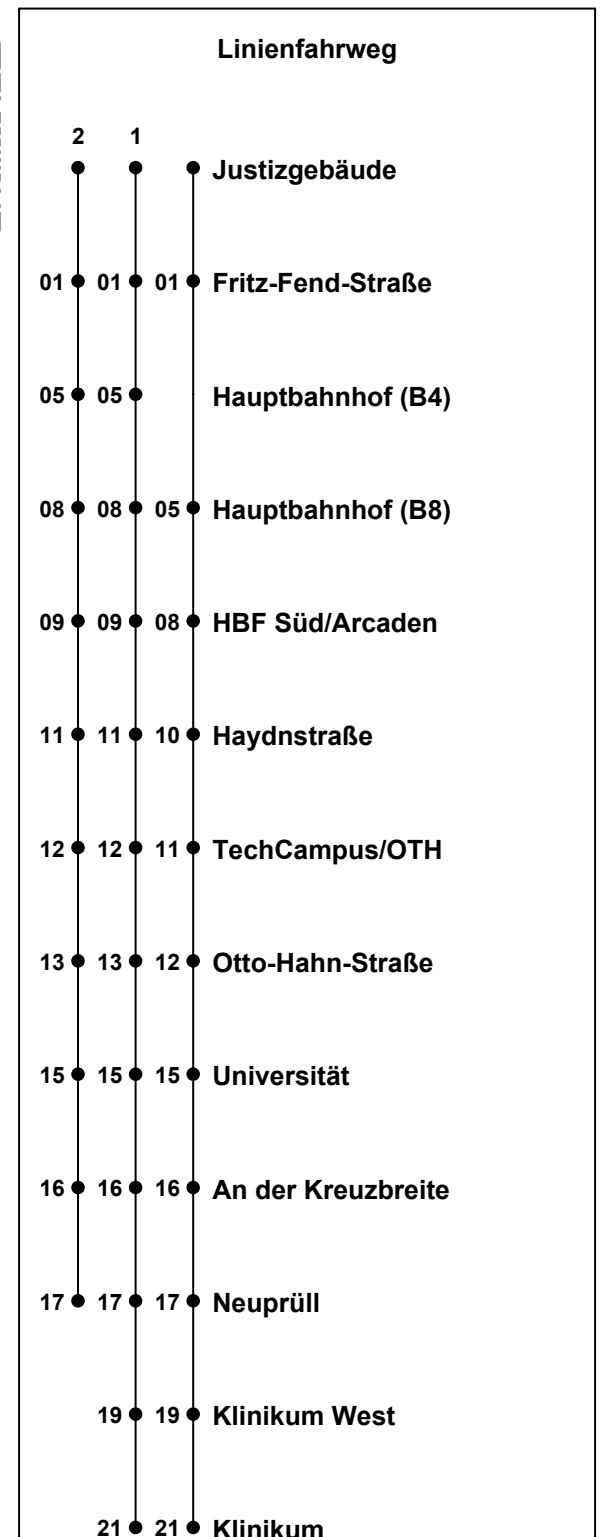 Linienfahrweg
2 1
Justizgebäude
01 01 01 Fritz-Fend-Straße
05 05 Hauptbahnhof (B4)
08 08 05 Hauptbahnhof (B8)
09 09 08 HBF Süd/Arcaden
11 11 10 Haydnstraße
12 12 11 TechCampus/OTH
13 13 12 Otto-Hahn-Straße
15 15 15 Universität
16 16 16 An der Kreuzbreite
17 17 17 Neuprüll
19 19 Klinikum West
21 21 Klinikum